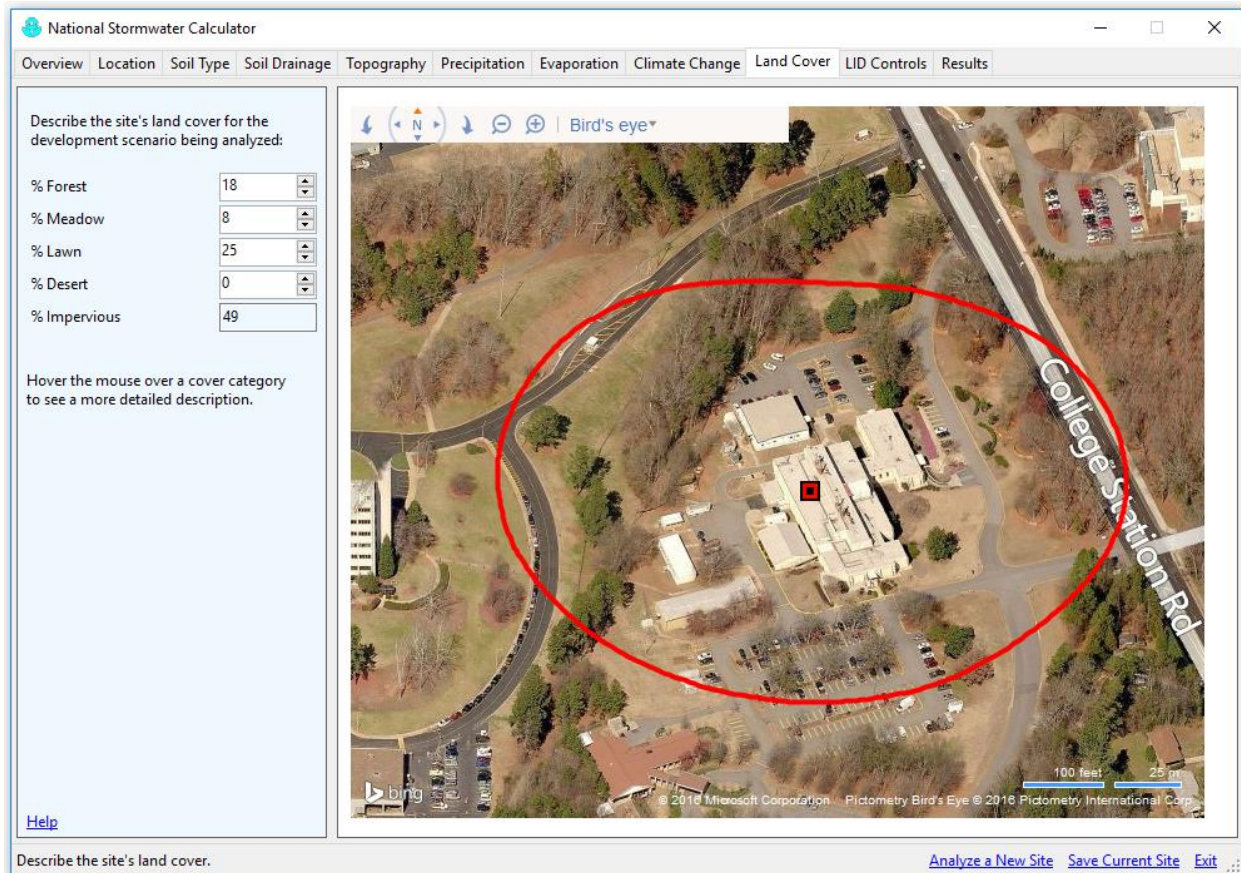 National Stormwater Calculator
Overview Location Soil Type Soil Drainage Topography Precipitation Evaporation Climate Change Land Cover LID Controls Results
Describe the site's land cover for the
development scenario being analyzed:
% Forest 18
% Meadow 8
% Lawn 25
% Desert 0
% Impervious 49
Hover the mouse over a cover category
to see a more detailed description.
Help
N Bird's eye
College Station Rd
100 feet 25 m
bing
© 2016 Microsoft Corporation Pictometry Bird's Eye © 2016 Pictometry International Corp
Describe the site's land cover.
Analyze a New Site Save Current Site Exit